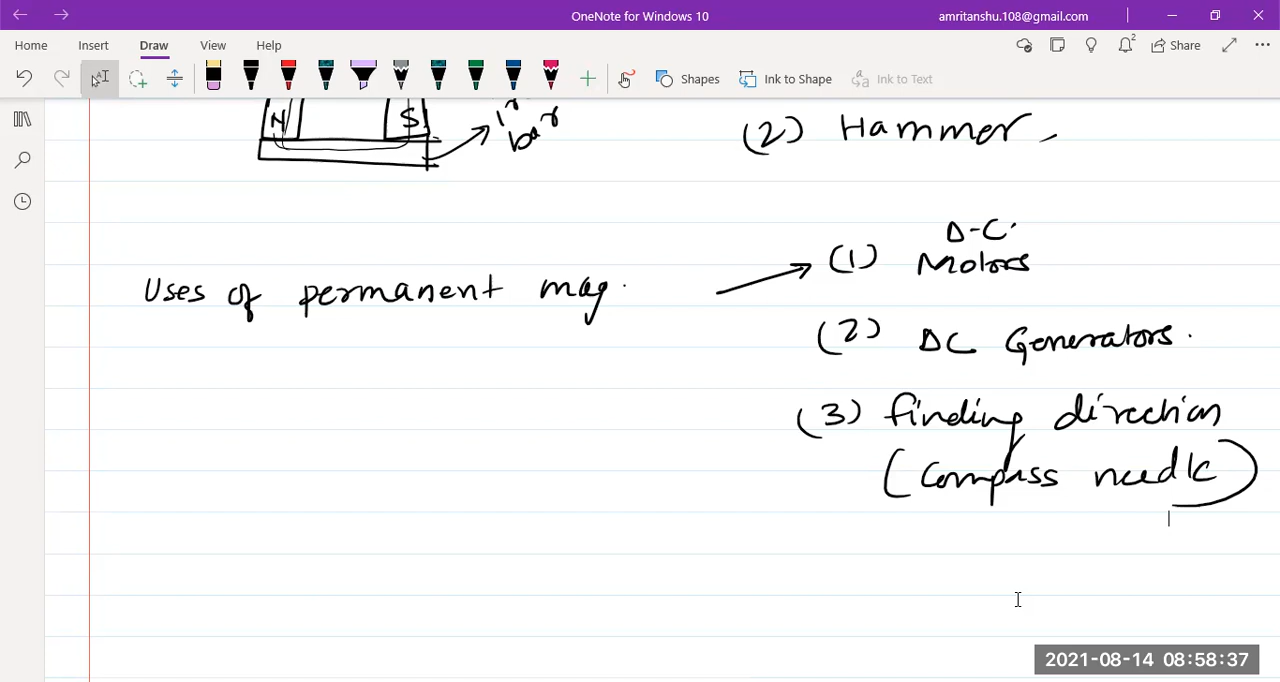 OneNote for Windows 10
amritanshu.108@gmail.com
Home Insert Draw View Help
2
Share
Shapes
Ink to Shape
Ink to Text
N S
bar
(2) Hammer
Uses of permanent mag.
(1) D-C. Motors
(2) DC Generators.
(3) finding direction
(Compass needle)
2021-08-14 08:58:37